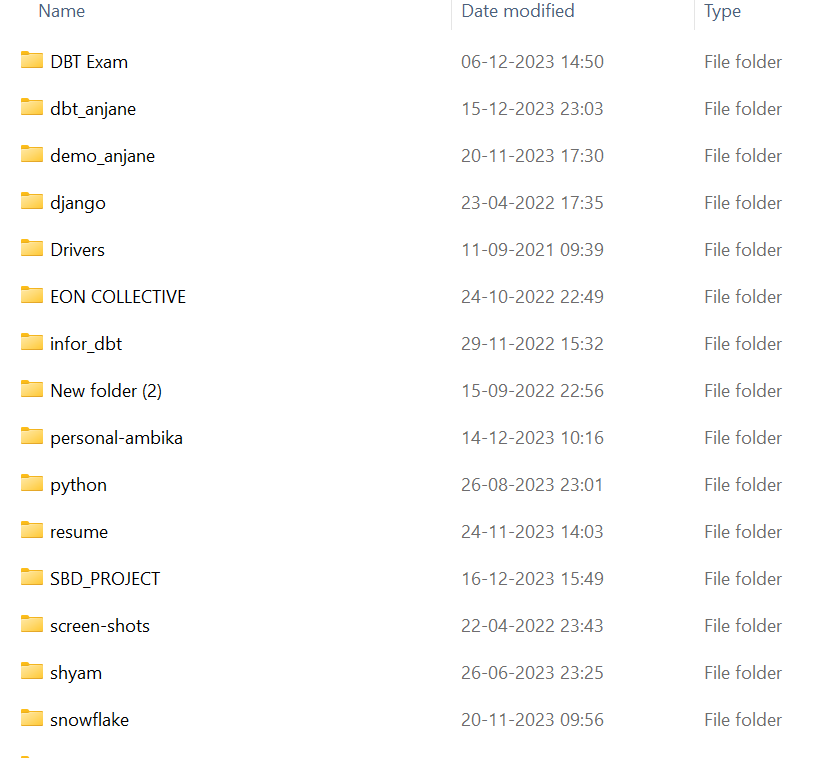 Name Date modified Type
DBT Exam 06-12-2023 14:50 File folder
dbt_anjane 15-12-2023 23:03 File folder
demo_anjane 20-11-2023 17:30 File folder
django 23-04-2022 17:35 File folder
Drivers 11-09-2021 09:39 File folder
EON COLLECTIVE 24-10-2022 22:49 File folder
infor_dbt 29-11-2022 15:32 File folder
New folder (2) 15-09-2022 22:56 File folder
personal-ambika 14-12-2023 10:16 File folder
python 26-08-2023 23:01 File folder
resume 24-11-2023 14:03 File folder
SBD_PROJECT 16-12-2023 15:49 File folder
screen-shots 22-04-2022 23:43 File folder
shyam 26-06-2023 23:25 File folder
snowflake 20-11-2023 09:56 File folder